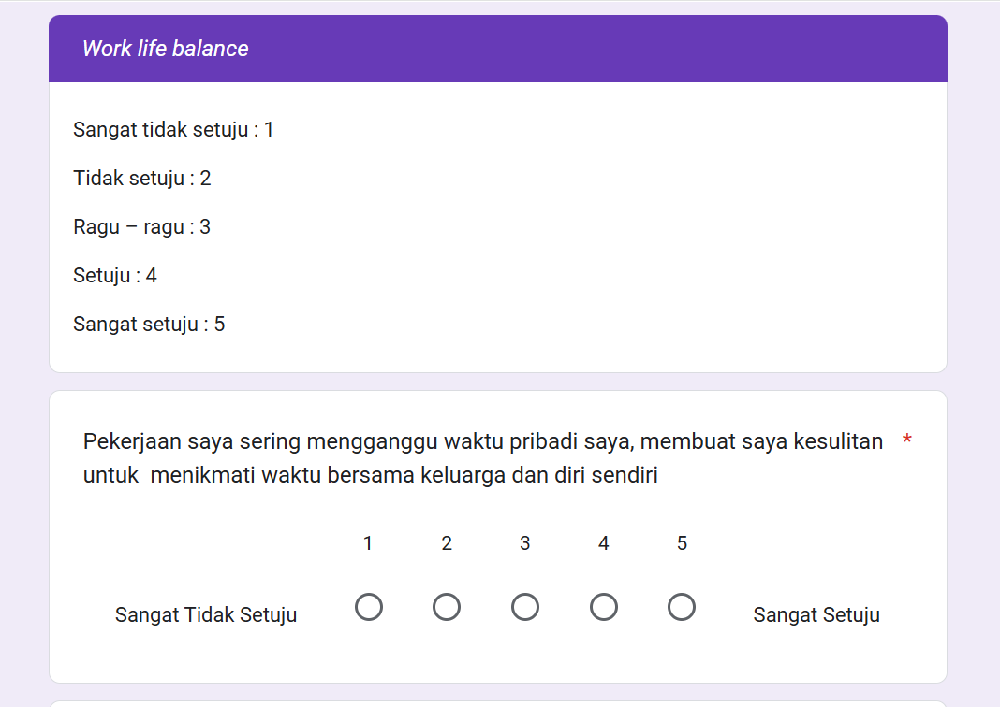 Work life balance
Sangat tidak setuju : 1
Tidak setuju : 2
Ragu – ragu : 3
Setuju : 4
Sangat setuju : 5
Pekerjaan saya sering mengganggu waktu pribadi saya, membuat saya kesulitan *
untuk  menikmati waktu bersama keluarga dan diri sendiri
1 2 3 4 5
Sangat Tidak Setuju Sangat Setuju